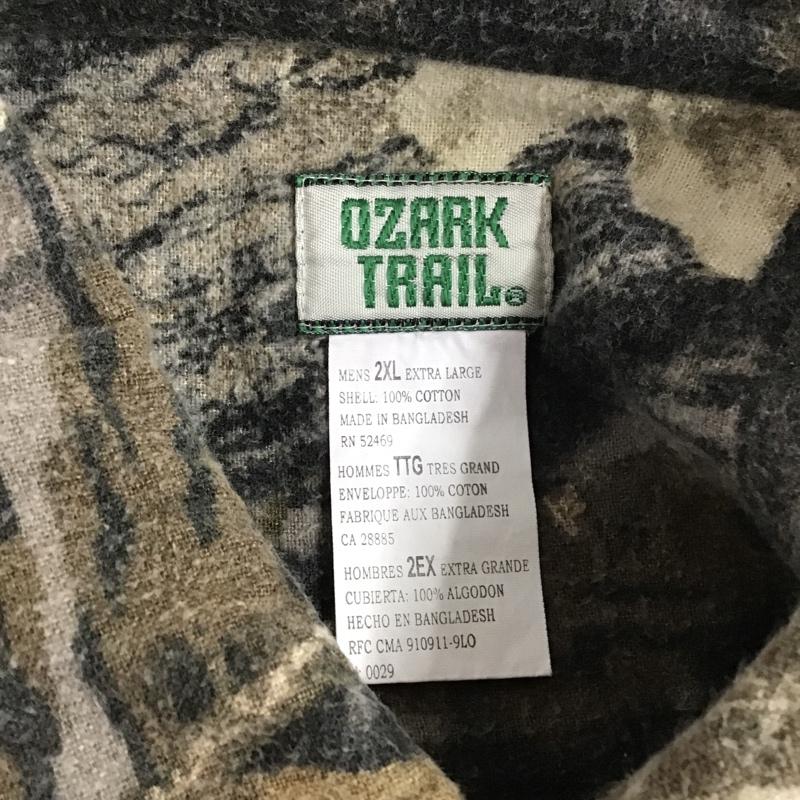 OZARK
TRAIL®
MENS 2XL EXTRA LARGE
SHELL: 100% COTTON
MADE IN BANGLADESH
RN 52469
HOMMES TTG TRES GRAND
ENVELOPPE: 100% COTON
FABRIQUE AUX BANGLADESH
CA 28885
HOMBRES 2EX EXTRA GRANDE
CUBIERTA: 100% ALGODON
HECHO EN BANGLADESH
RFC CMA 910911-9LO
0029